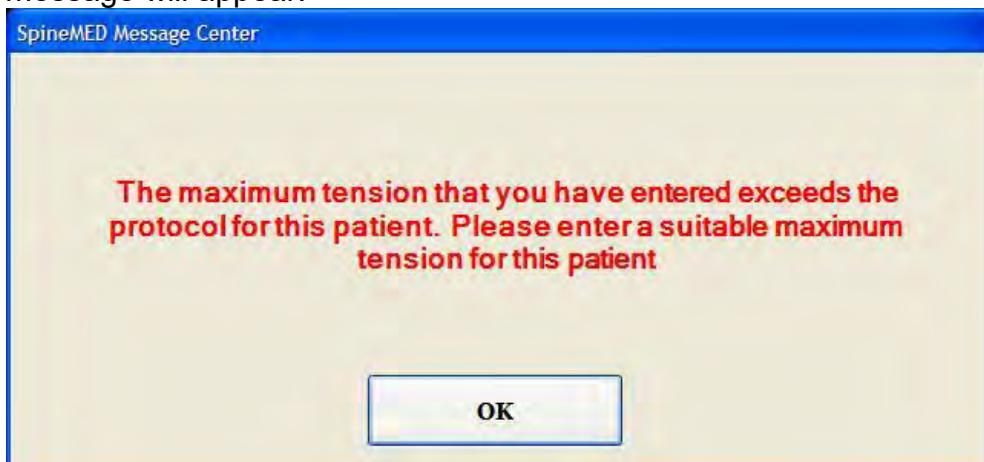 message will appear:
SpineMED Message Center
The maximum tension that you have entered exceeds the
protocol for this patient. Please enter a suitable maximum
tension for this patient
OK